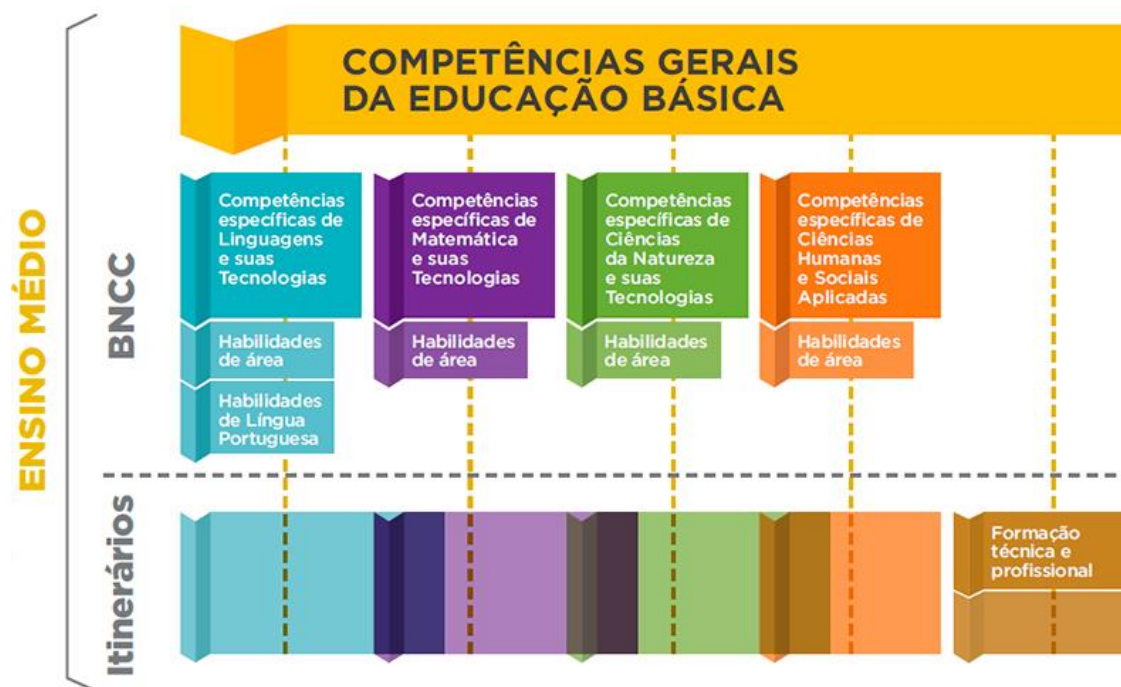 COMPETÊNCIAS GERAIS
DA EDUCAÇÃO BÁSICA
ENSINO MÉDIO
BNCC
Competências
específicas de
Linguagens
e suas
Tecnologias
Habilidades
de área
Habilidades
de Língua
Portuguesa
Competências
específicas de
Matemática
e suas
Tecnologias
Habilidades
de área
Competências
específicas de
Ciências
da Natureza
e suas
Tecnologias
Habilidades
de área
Competências
específicas de
Ciências
Humanas
e Sociais
Aplicadas
Habilidades
de área
Itinerários
Formação
técnica e
profissional